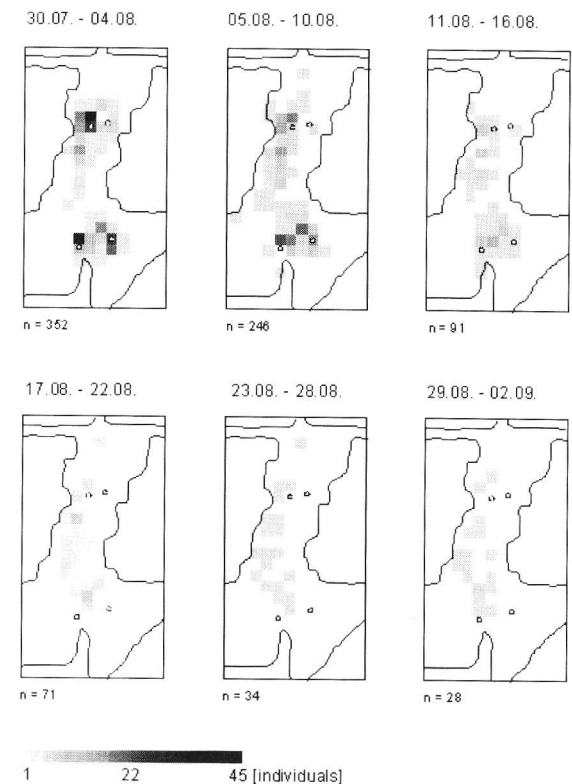 30.07. - 04.08. 05.08. - 10.08. 11.08. - 16.08.
n = 352 n = 246 n = 91
17.08. - 22.08. 23.08. - 28.08. 29.08. - 02.09.
n = 71 n = 34 n = 28
1 22 45 [individuals]